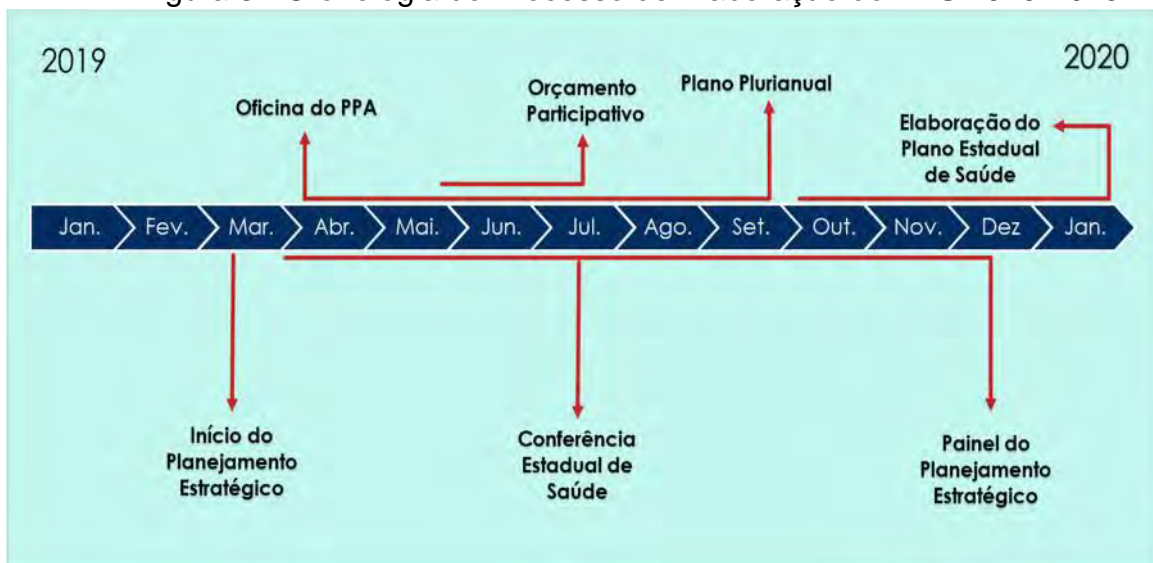 2019
2020
Oficina do PPA
Orçamento
Participativo
Plano Plurianual
Elaboração do
Plano Estadual
de Saúde
Jan.
Fev.
Mar.
Abr.
Mai.
Jun.
Jul.
Ago.
Set.
Out.
Nov.
Dez
Jan.
Início do
Planejamento
Estratégico
Conferência
Estadual de
Saúde
Painel do
Planejamento
Estratégico